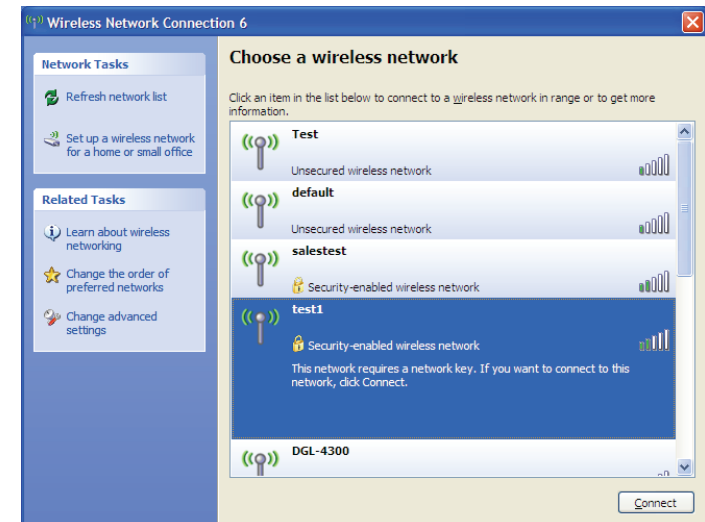 Wireless Network Connection 6
Network Tasks
Refresh network list
Set up a wireless network
for a home or small office
Related Tasks
Learn about wireless
networking
Change the order of
preferred networks
Change advanced
settings
Choose a wireless network
Click an item in the list below to connect to a wireless network in range or to get more
information.
Test
Unsecured wireless network
default
Unsecured wireless network
salestest
Security-enabled wireless network
test1
Security-enabled wireless network
This network requires a network key. If you want to connect to this
network, click Connect.
DGL-4300
Connect